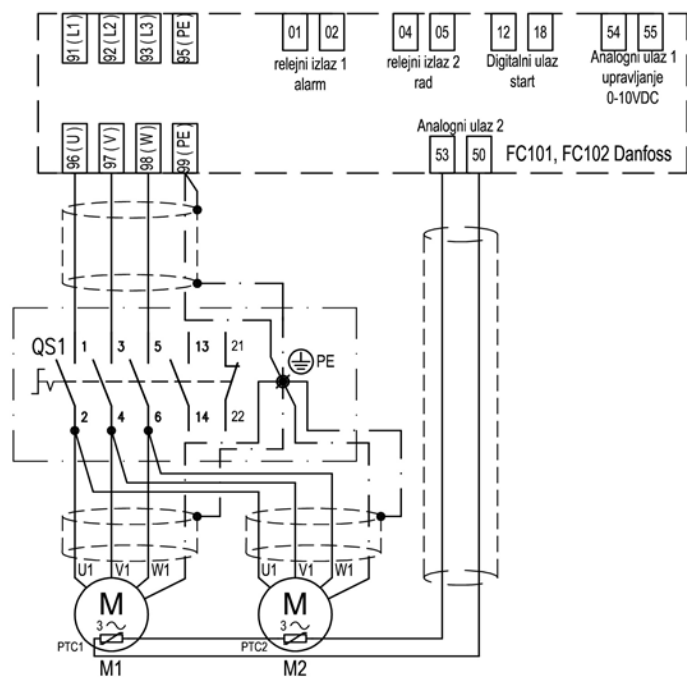 91 (L1) 92 (L2) 93 (L3) 95 (PE)
01 02 04 05 12 18 54 55
relejni izlaz 1
alarm
relejni izlaz 2
rad
Digitalni ulaz
start
Analogni ulaz 1
upravljanje
0-10VDC
96 (U) 97 (V) 98 (W) 99 (PE)
Analogni ulaz 2
53 50
FC101, FC102 Danfoss
QS1 1 3 5 13 21
PE
2 4 6 14 22
U1 V1 W1 U1 V1 W1
M M
3 3
PTC1 PTC2
M1 M2